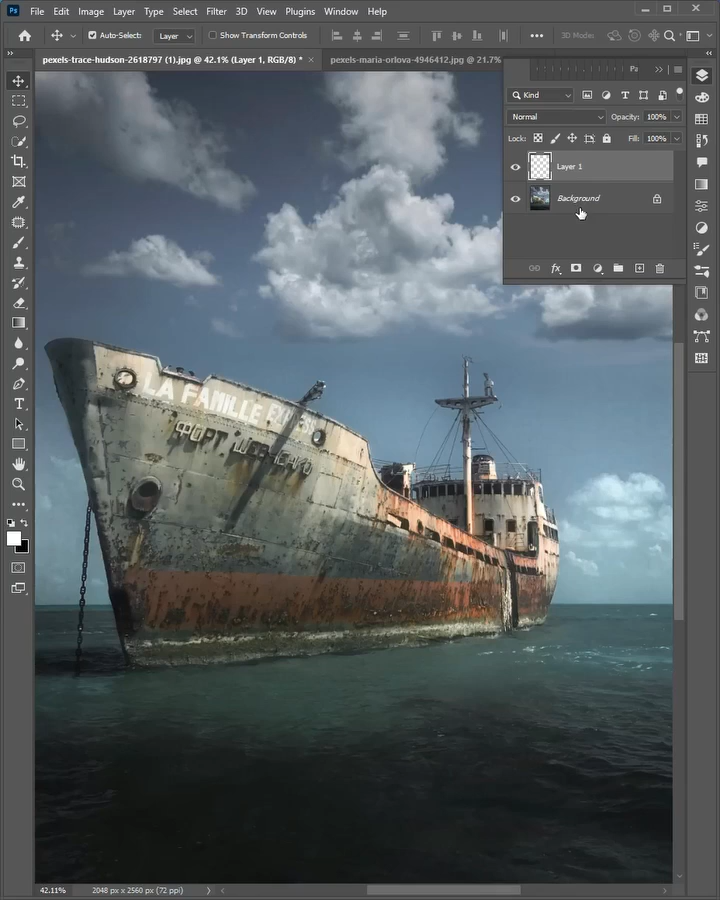 Ps File Edit Image Layer Type Select Filter 3D View Plugins Window Help
Auto-Select: Layer Show Transform Controls 3D Mode:
pexels-trace-hudson-2618797 (1).jpg @ 42.1% (Layer 1, RGB/8) * × pexels-maria-orlova-4946412.jpg @ 21.7%
Pa
Kind
Normal Opacity: 100%
Lock: Fill: 100%
Layer 1
Background
fx
LA FAMILLE
ФОРТ
42.11% 2048 px x 2560 px (72 ppi)